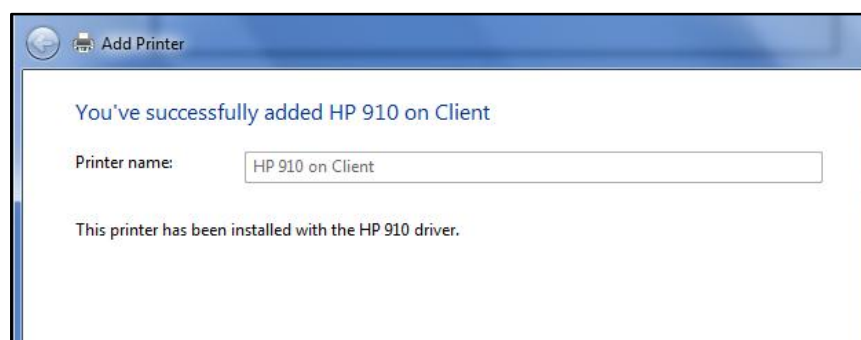 Add Printer
You've successfully added HP 910 on Client
Printer name:
HP 910 on Client
This printer has been installed with the HP 910 driver.